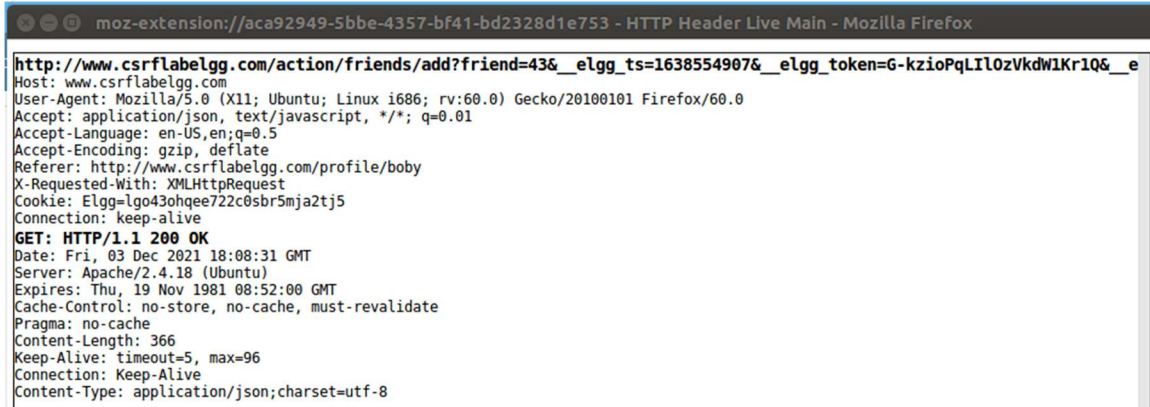 moz-extension://aca92949-5bbe-4357-bf41-bd2328d1e753 - HTTP Header Live Main - Mozilla Firefox
http://www.csrflabelgg.com/action/friends/add?friend=43&__elgg_ts=1638554907&__elgg_token=G-kzioPqLIlOzVkdW1Kr1Q&__e
Host: www.csrflabelgg.com
User-Agent: Mozilla/5.0 (X11; Ubuntu; Linux i686; rv:60.0) Gecko/20100101 Firefox/60.0
Accept: application/json, text/javascript, */*; q=0.01
Accept-Language: en-US,en;q=0.5
Accept-Encoding: gzip, deflate
Referer: http://www.csrflabelgg.com/profile/boby
X-Requested-With: XMLHttpRequest
Cookie: Elgg=lgo43ohqee722c0sbr5mja2tj5
Connection: keep-alive
GET: HTTP/1.1 200 OK
Date: Fri, 03 Dec 2021 18:08:31 GMT
Server: Apache/2.4.18 (Ubuntu)
Expires: Thu, 19 Nov 1981 08:52:00 GMT
Cache-Control: no-store, no-cache, must-revalidate
Pragma: no-cache
Content-Length: 366
Keep-Alive: timeout=5, max=96
Connection: Keep-Alive
Content-Type: application/json;charset=utf-8